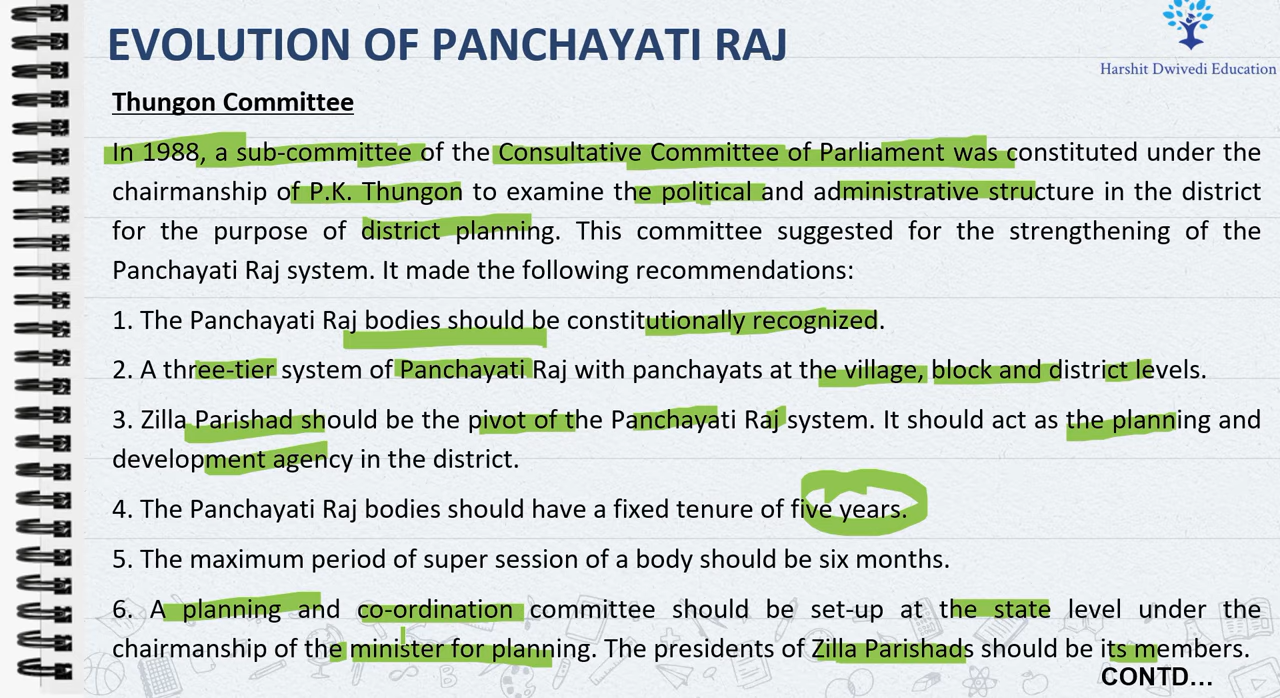 EVOLUTION OF PANCHAYATI RAJ
Harshit Dwivedi Education
Thungon Committee
In 1988, a sub-committee of the Consultative Committee of Parliament was constituted under the
chairmanship of P.K. Thungon to examine the political and administrative structure in the district
for the purpose of district planning. This committee suggested for the strengthening of the
Panchayati Raj system. It made the following recommendations:
1. The Panchayati Raj bodies should be constitutionally recognized.
2. A three-tier system of Panchayati Raj with panchayats at the village, block and district levels.
3. Zilla Parishad should be the pivot of the Panchayati Raj system. It should act as the planning and
development agency in the district.
4. The Panchayati Raj bodies should have a fixed tenure of five years.
5. The maximum period of super session of a body should be six months.
6. A planning and co-ordination committee should be set-up at the state level under the
chairmanship of the minister for planning. The presidents of Zilla Parishads should be its members.
CONTD…